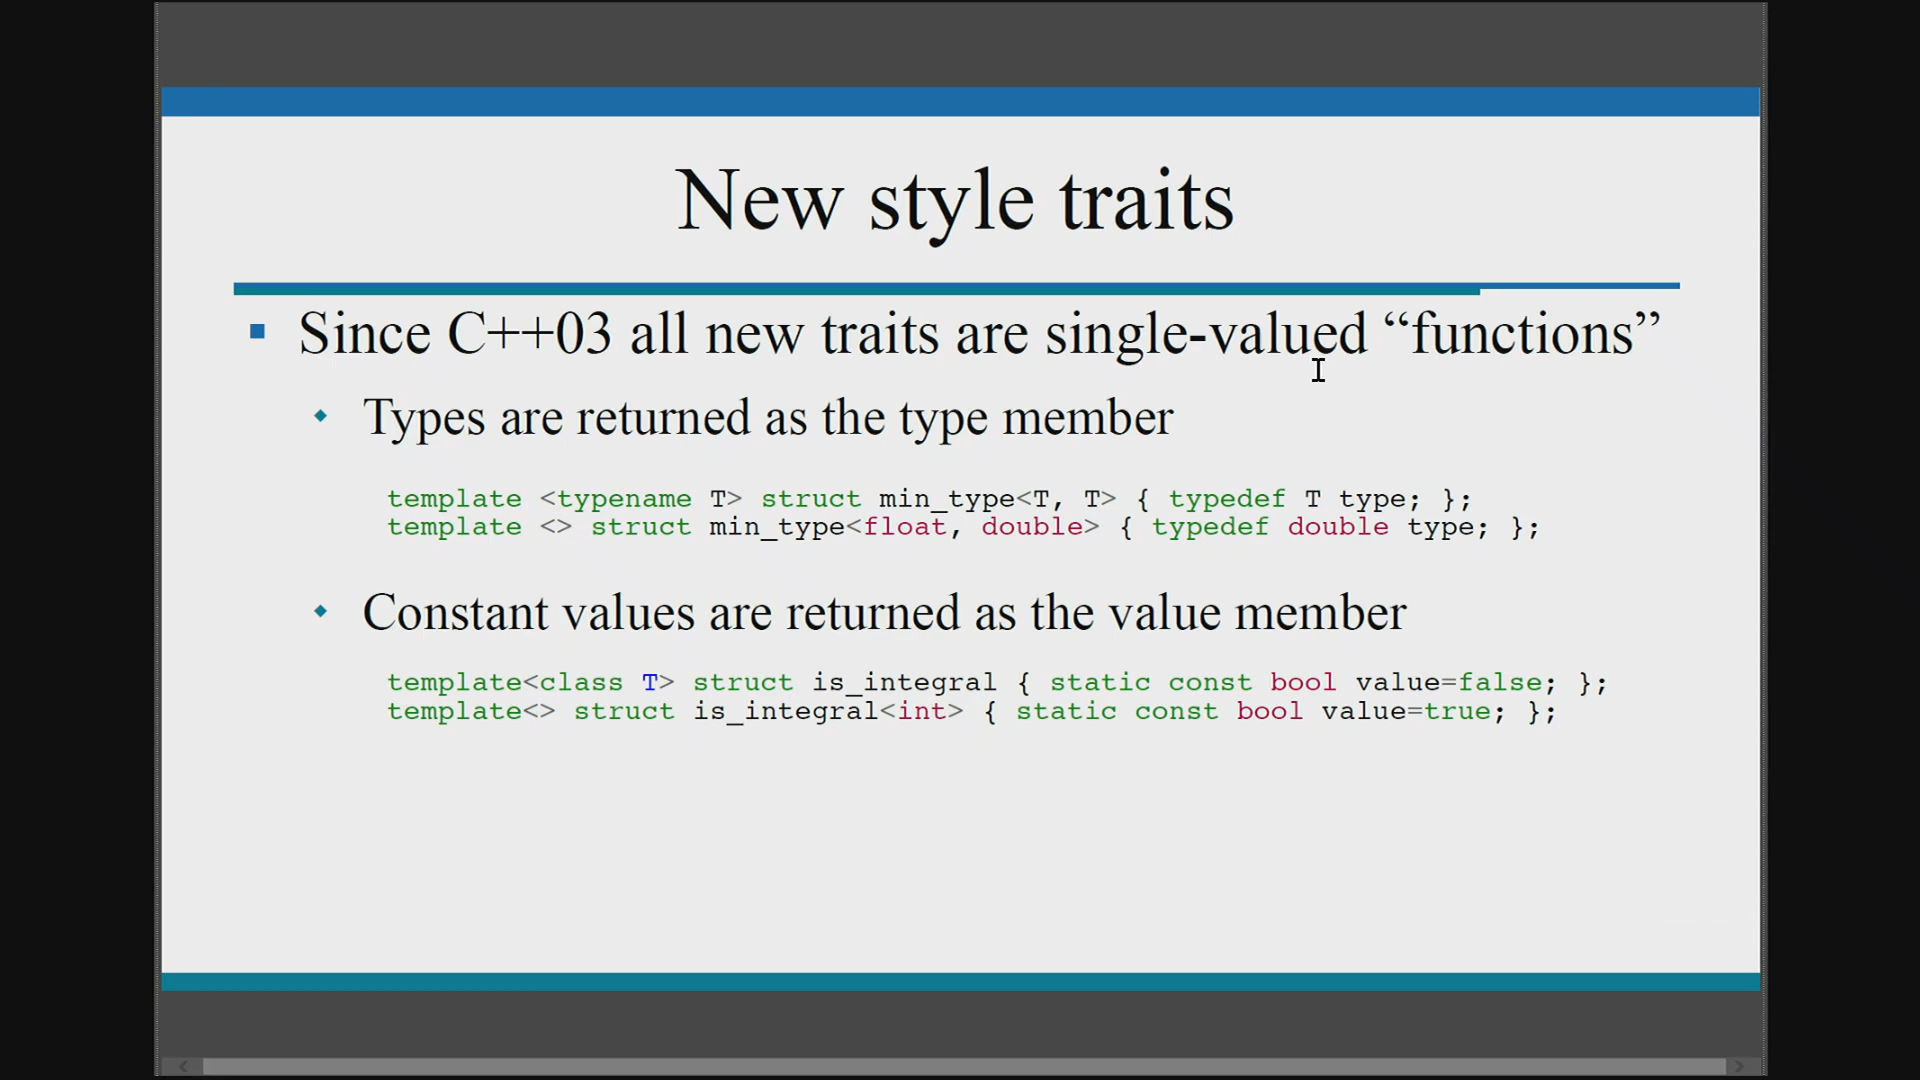 New style traits
Since C++03 all new traits are single-valued “functions”
Types are returned as the type member
template <typename T> struct min_type<T, T> { typedef T type; };
template <> struct min_type<float, double> { typedef double type; };
Constant values are returned as the value member
template<class T> struct is_integral { static const bool value=false; };
template<> struct is_integral<int> { static const bool value=true; };